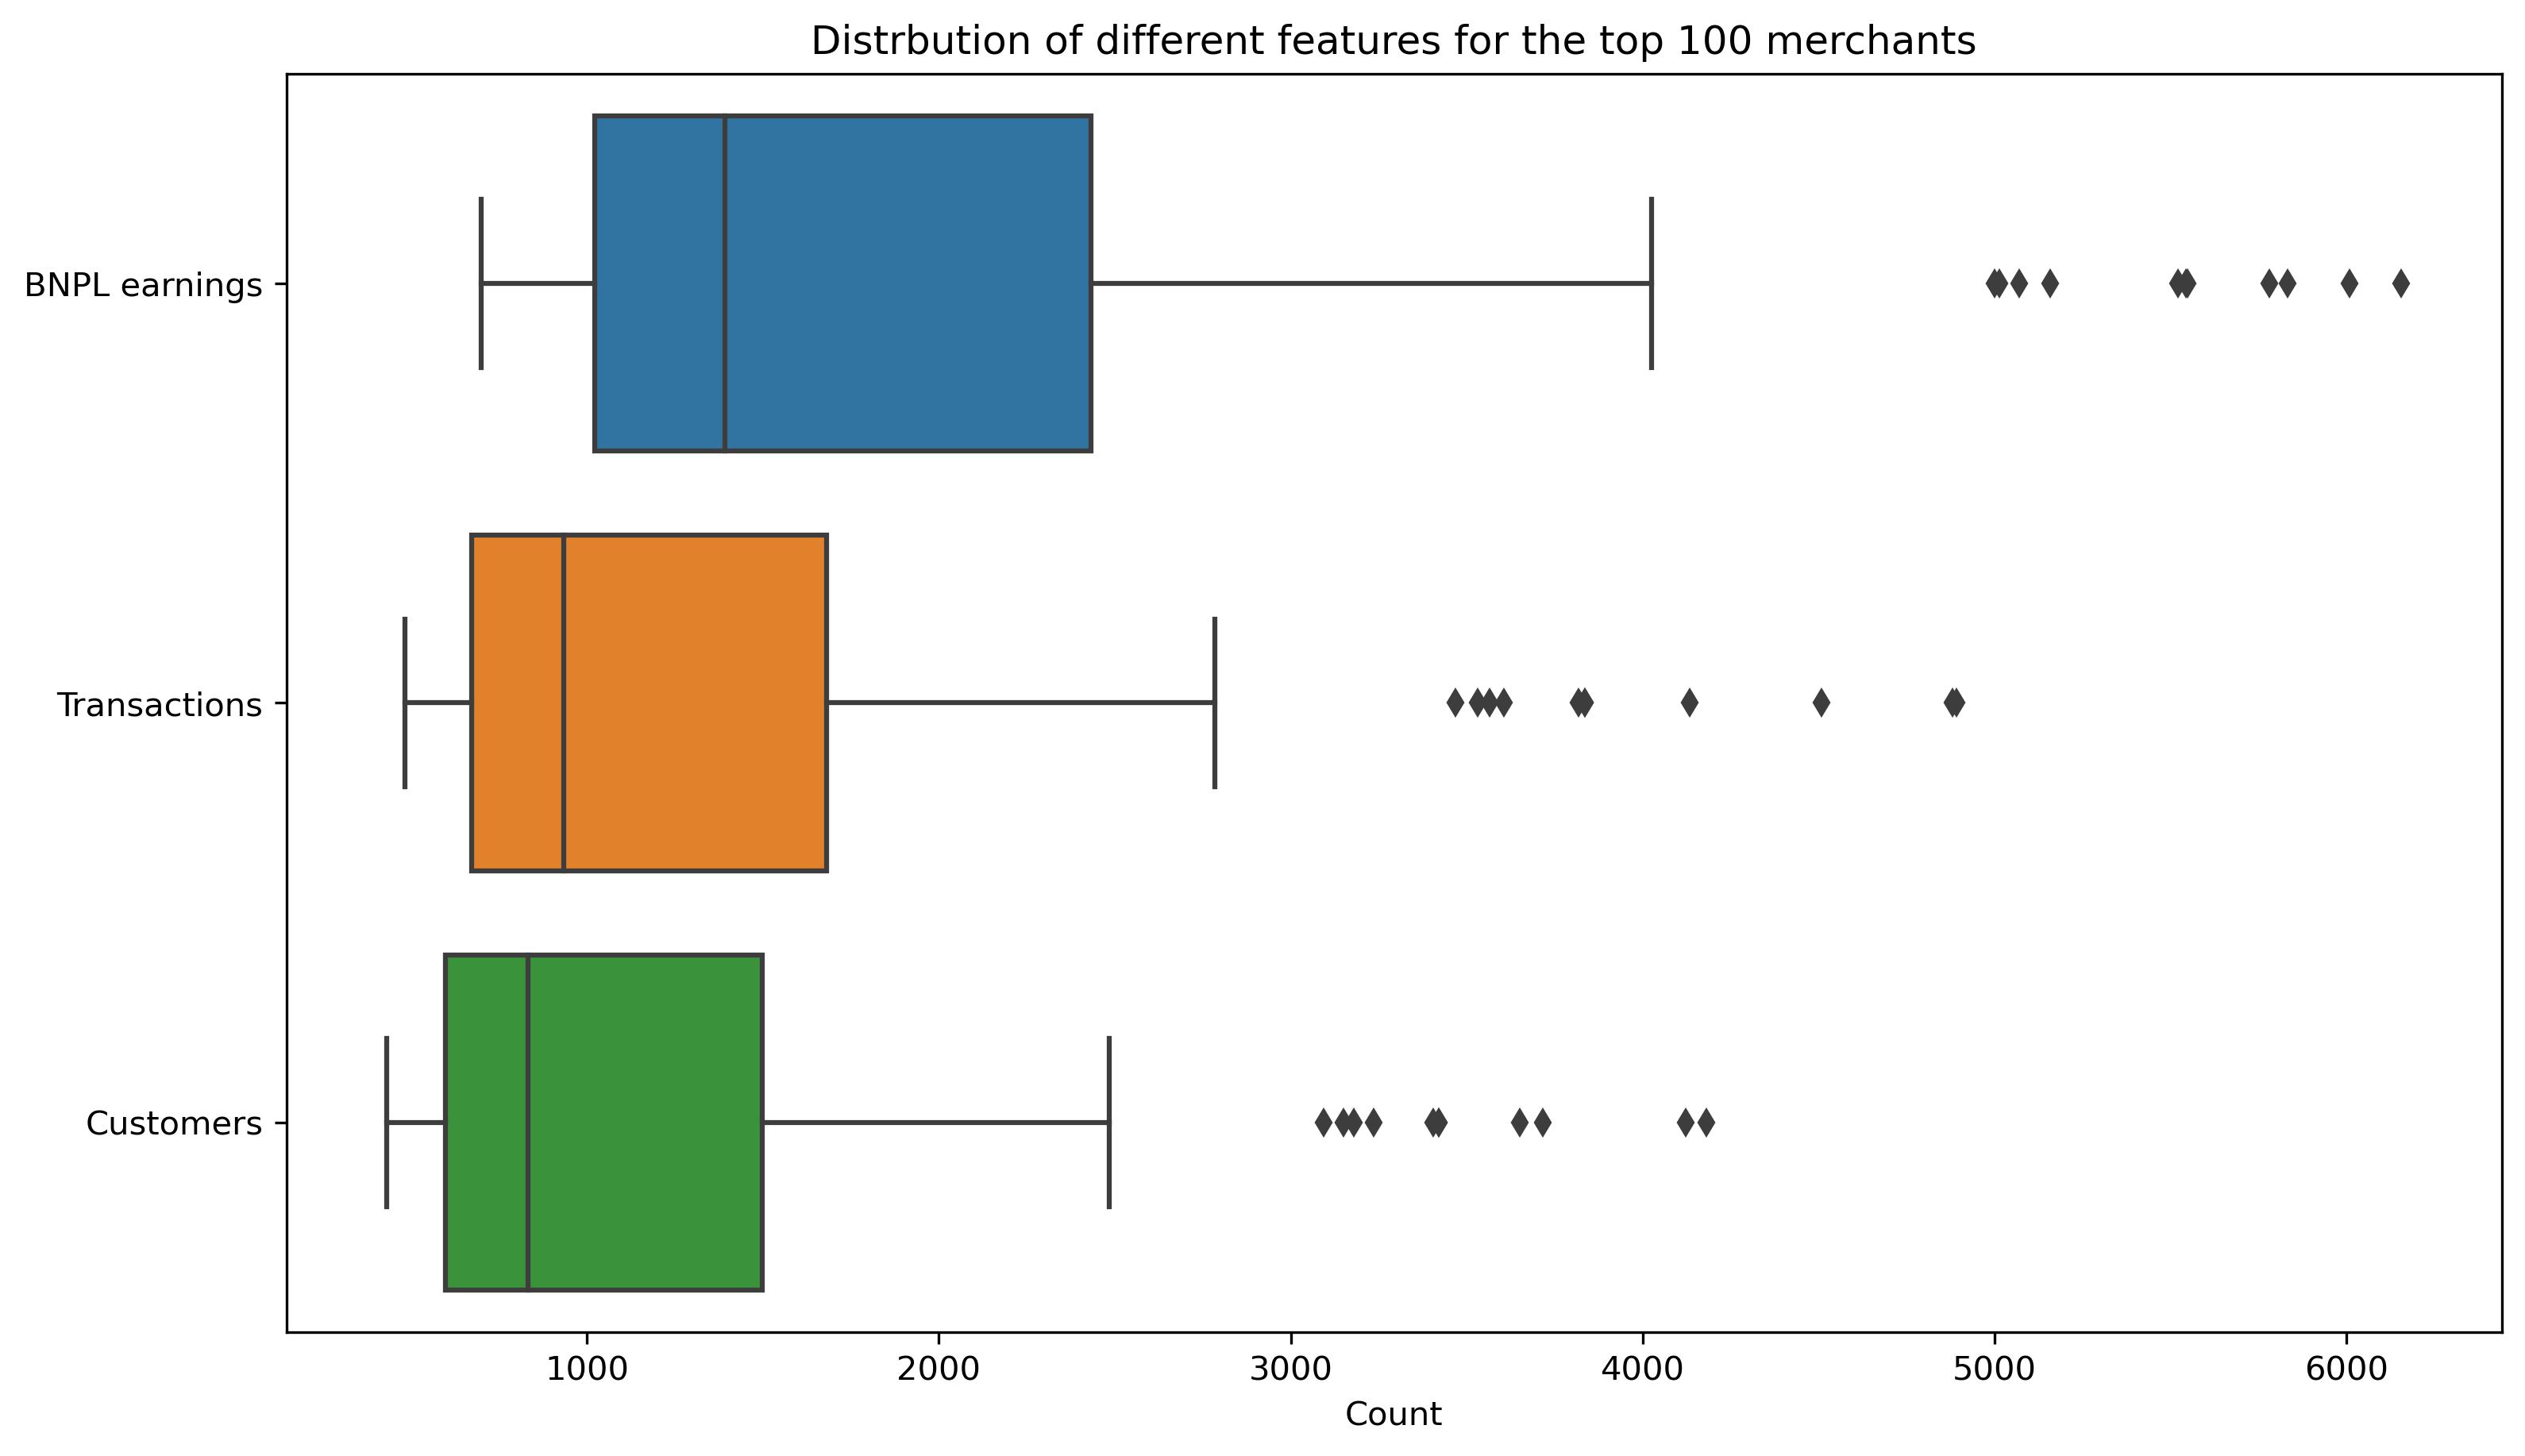 Distrbution of different features for the top 100 merchants
BNPL earnings
Transactions
Customers
1000 2000 3000 4000 5000 6000
Count